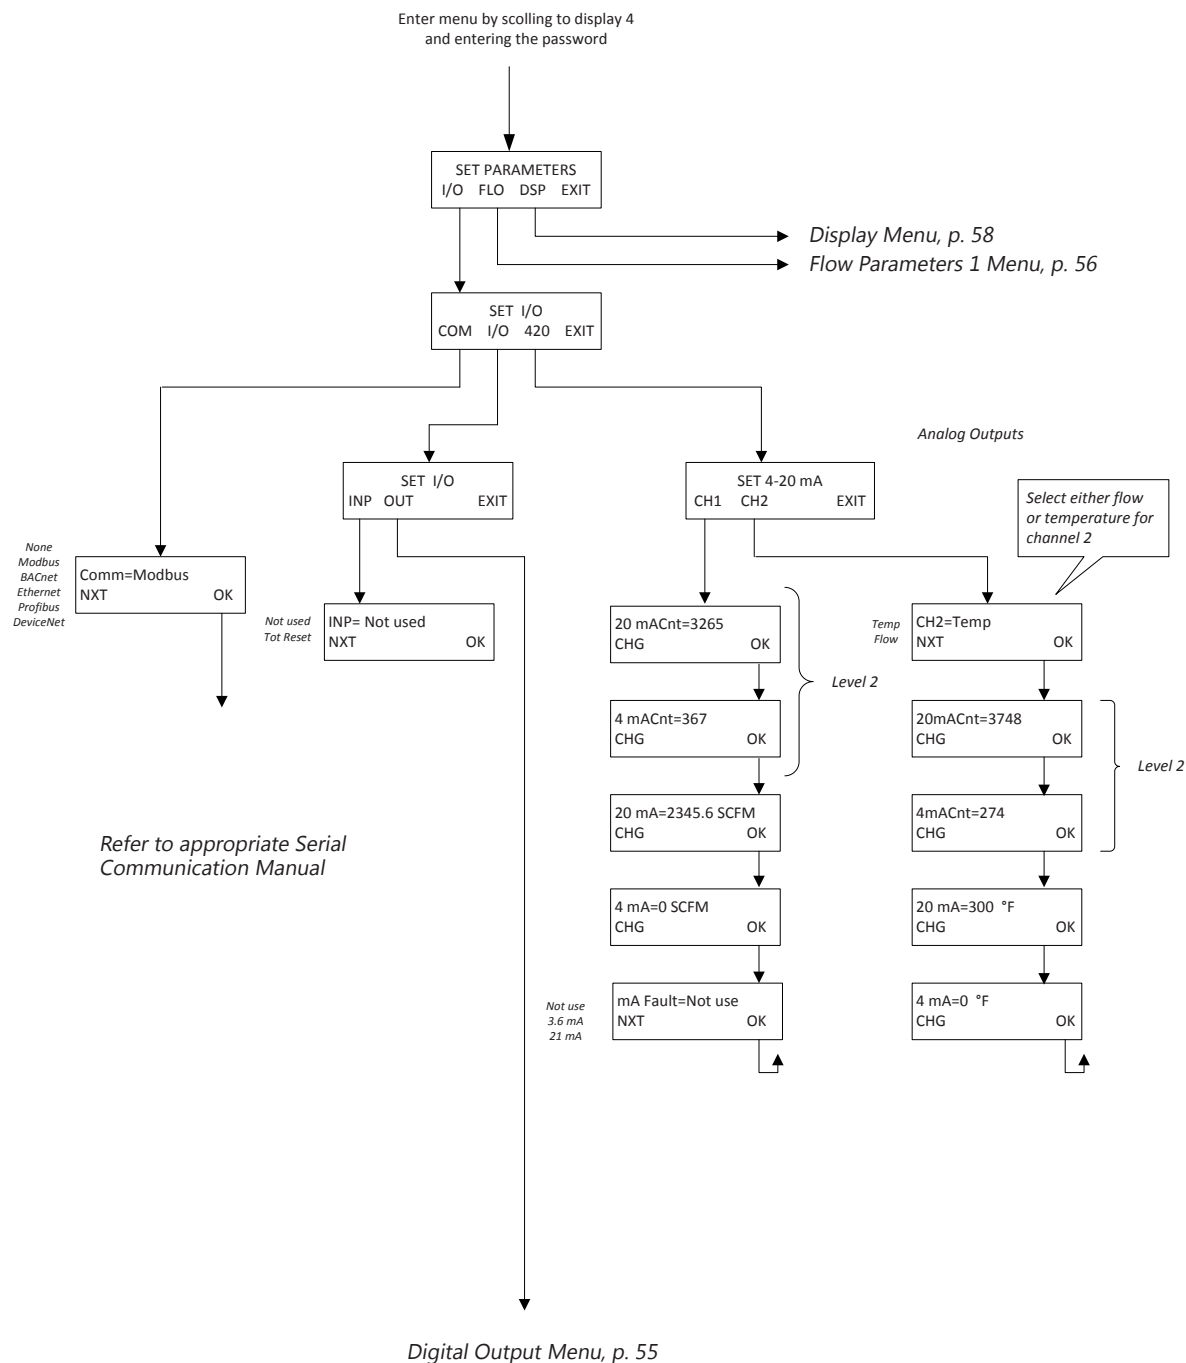 Enter menu by scolling to display 4
and entering the password
SET PARAMETERS
I/O FLO DSP EXIT
Display Menu, p. 58
Flow Parameters 1 Menu, p. 56
SET I/O
COM I/O 420 EXIT
Analog Outputs
SET I/O
INP OUT EXIT
SET 4-20 mA
CH1 CH2 EXIT
Select either flow
or temperature for
channel 2
None
Modbus
BACnet
Ethernet
Profibus
DeviceNet
Comm=Modbus
NXT OK
Not used
Tot Reset
INP= Not used
NXT OK
20 mACnt=3265
CHG OK
Temp
Flow
CH2=Temp
NXT OK
Level 2
4 mACnt=367
CHG OK
20mACnt=3748
CHG OK
Level 2
20 mA=2345.6 SCFM
CHG OK
4mACnt=274
CHG OK
Refer to appropriate Serial
Communication Manual
4 mA=0 SCFM
CHG OK
20 mA=300 °F
CHG OK
Not use
3.6 mA
21 mA
mA Fault=Not use
NXT OK
4 mA=0 °F
CHG OK
Digital Output Menu, p. 55